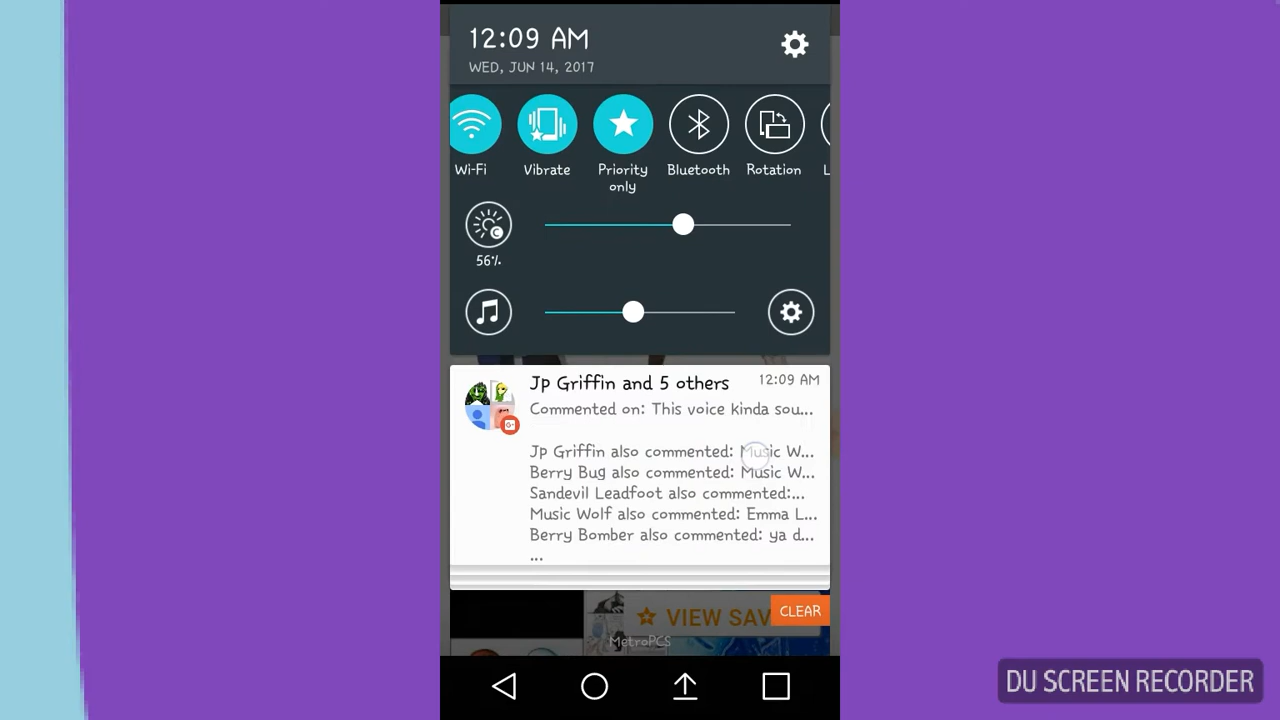 12:09 AM
WED, JUN 14, 2017
Wi-Fi
Vibrate
Priority only
Bluetooth
Rotation
L
56%
Jp Griffin and 5 others
12:09 AM
Commented on: This voice kinda sou...
Jp Griffin also commented: Music W...
Berry Bug also commented: Music W...
Sandevil Leadfoot also commented:...
Music Wolf also commented: Emma L...
Berry Bomber also commented: ya d...
...
VIEW SAV
CLEAR
MetroPCS
DU SCREEN RECORDER